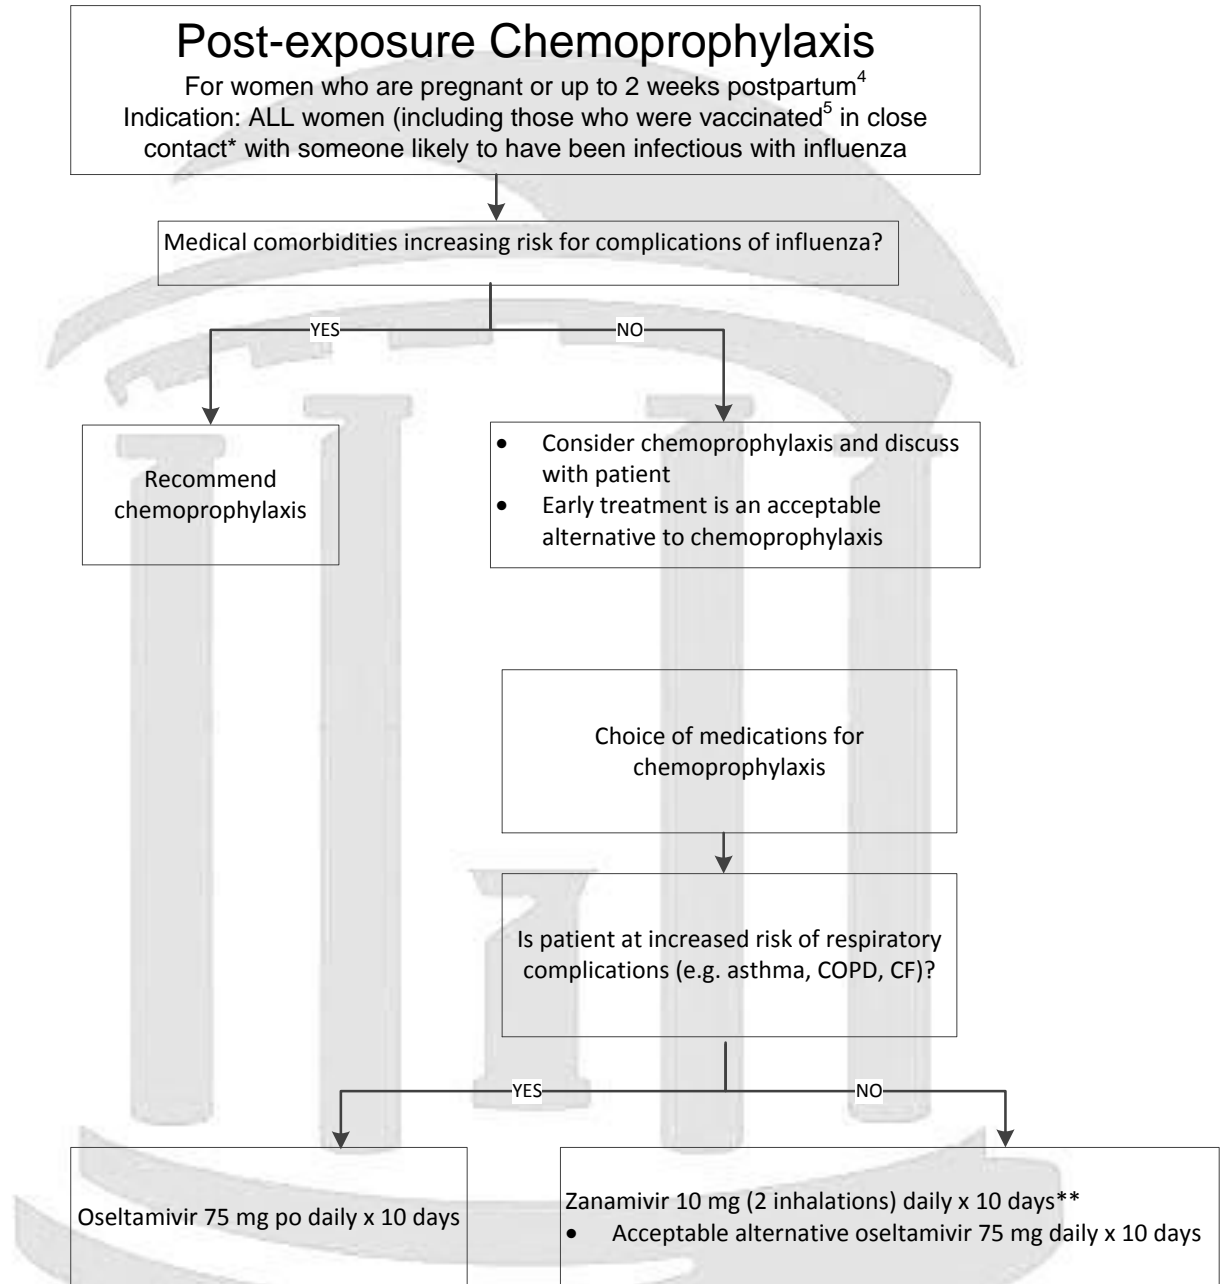 Post-exposure Chemoprophylaxis
For women who are pregnant or up to 2 weeks postpartum4
Indication: ALL women (including those who were vaccinated5 in close
contact* with someone likely to have been infectious with influenza
Medical comorbidities increasing risk for complications of influenza?
YES
NO
Recommend
chemoprophylaxis
• Consider chemoprophylaxis and discuss
with patient
• Early treatment is an acceptable
alternative to chemoprophylaxis
Choice of medications for
chemoprophylaxis
Is patient at increased risk of respiratory
complications (e.g. asthma, COPD, CF)?
YES
NO
Oseltamivir 75 mg po daily x 10 days
Zanamivir 10 mg (2 inhalations) daily x 10 days**
• Acceptable alternative oseltamivir 75 mg daily x 10 days